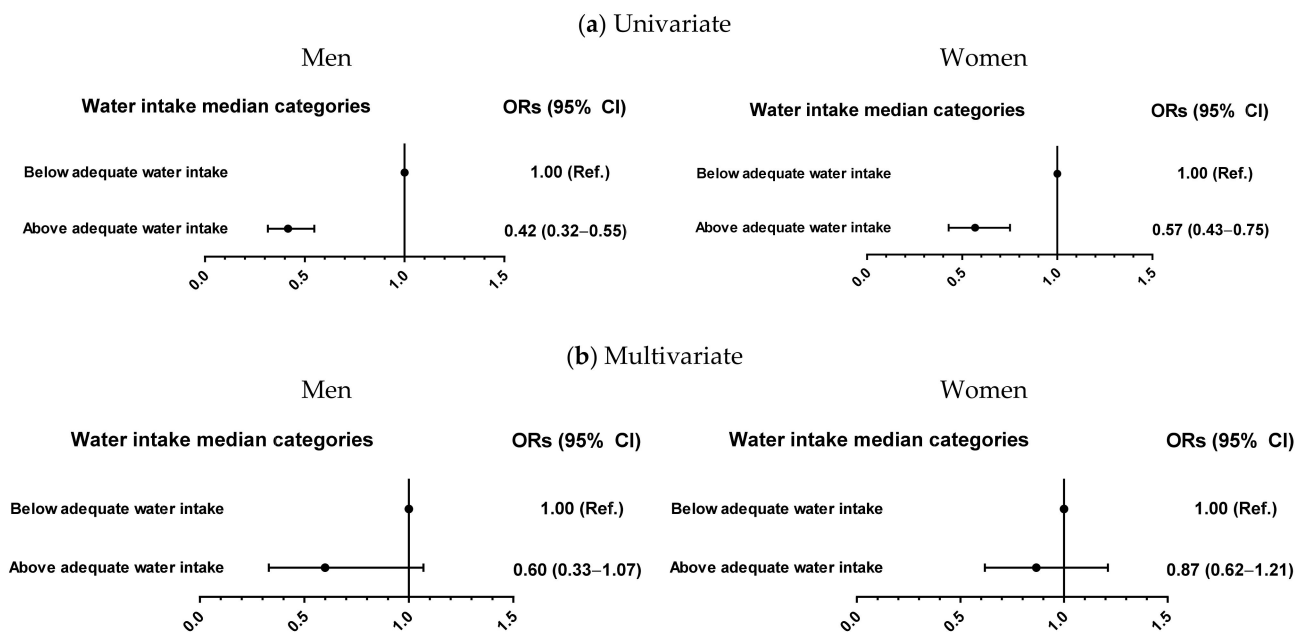 (a) Univariate
Men
Women
Water intake median categories
ORs (95% CI)
Below adequate water intake
1.00 (Ref.)
Above adequate water intake
0.42 (0.32–0.55)
0.0
0.5
1.0
1.5
Water intake median categories
ORs (95% CI)
Below adequate water intake
1.00 (Ref.)
Above adequate water intake
0.57 (0.43–0.75)
0.0
0.5
1.0
1.5
(b) Multivariate
Men
Women
Water intake median categories
ORs (95% CI)
Below adequate water intake
1.00 (Ref.)
Above adequate water intake
0.60 (0.33–1.07)
0.0
0.5
1.0
1.5
Water intake median categories
ORs (95% CI)
Below adequate water intake
1.00 (Ref.)
Above adequate water intake
0.87 (0.62–1.21)
0.0
0.5
1.0
1.5